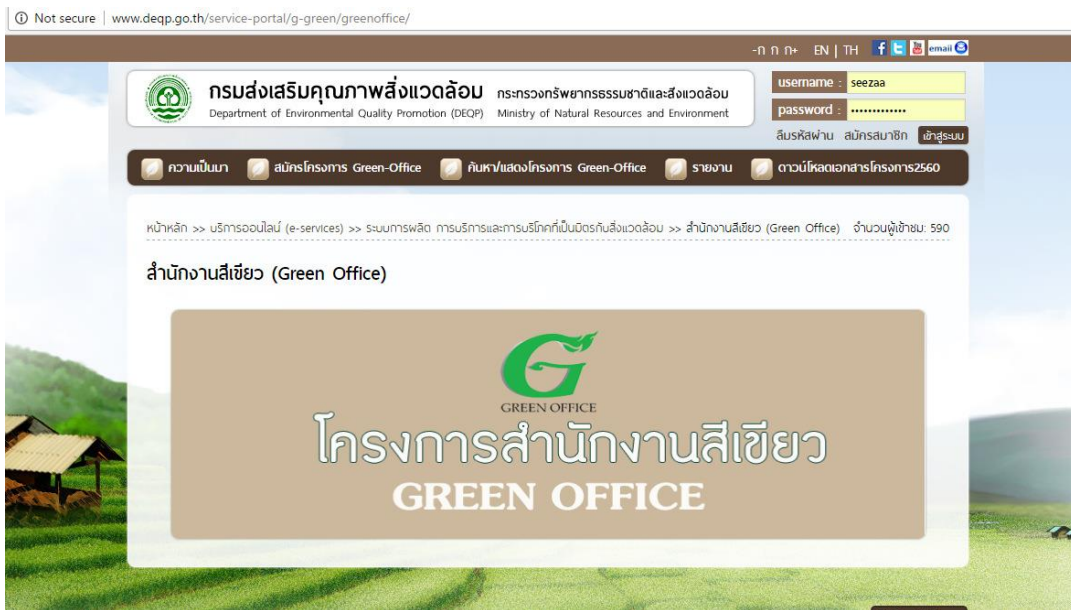 Not secure | www.deqp.go.th/service-portal/g-green/greenoffice/
-ก ก ก+ EN | TH f t You Tube email
กรมส่งเสริมคุณภาพสิ่งแวดล้อม กระทรวงทรัพยากรธรรมชาติและสิ่งแวดล้อม
Department of Environmental Quality Promotion (DEQP) Ministry of Natural Resources and Environment
username : seezaa
password : •••••••••••••
ลืมรหัสผ่าน สมัครสมาชิก เข้าสู่ระบบ
ความเป็นมา สมัครโครงการ Green-Office ค้นหา/แสดงโครงการ Green-Office รายงาน ดาวน์โหลดเอกสารโครงการ2560
หน้าหลัก >> บริการออนไลน์ (e-services) >> ระบบการผลิต การบริการและการบริโภคที่เป็นมิตรกับสิ่งแวดล้อม >> สำนักงานสีเขียว (Green Office) จำนวนผู้เข้าชม: 590
สำนักงานสีเขียว (Green Office)
G
GREEN OFFICE
โครงการสำนักงานสีเขียว
GREEN OFFICE